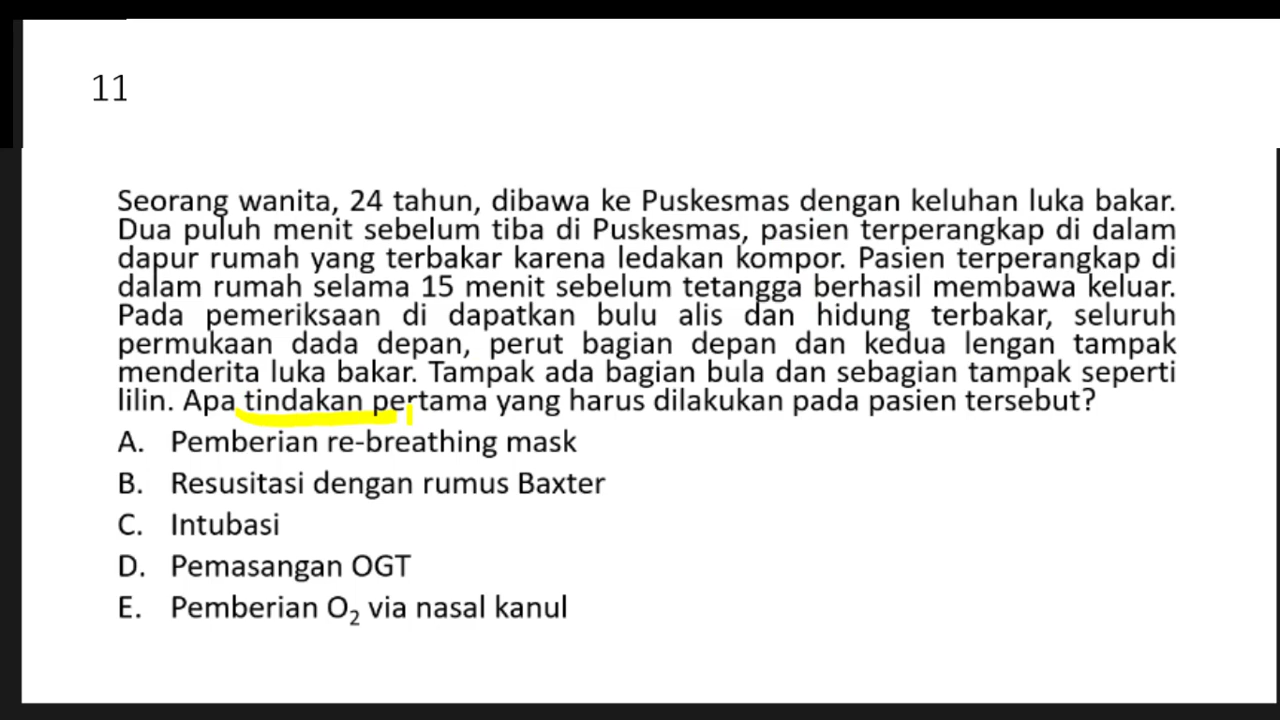 11
Seorang wanita, 24 tahun, dibawa ke Puskesmas dengan keluhan luka bakar.
Dua puluh menit sebelum tiba di Puskesmas, pasien terperangkap di dalam
dapur rumah yang terbakar karena ledakan kompor. Pasien terperangkap di
dalam rumah selama 15 menit sebelum tetangga berhasil membawa keluar.
Pada pemeriksaan di dapatkan bulu alis dan hidung terbakar, seluruh
permukaan dada depan, perut bagian depan dan kedua lengan tampak
menderita luka bakar. Tampak ada bagian bula dan sebagian tampak seperti
lilin. Apa tindakan pertama yang harus dilakukan pada pasien tersebut?
A. Pemberian re-breathing mask
B. Resusitasi dengan rumus Baxter
C. Intubasi
D. Pemasangan OGT
E. Pemberian O₂ via nasal kanul